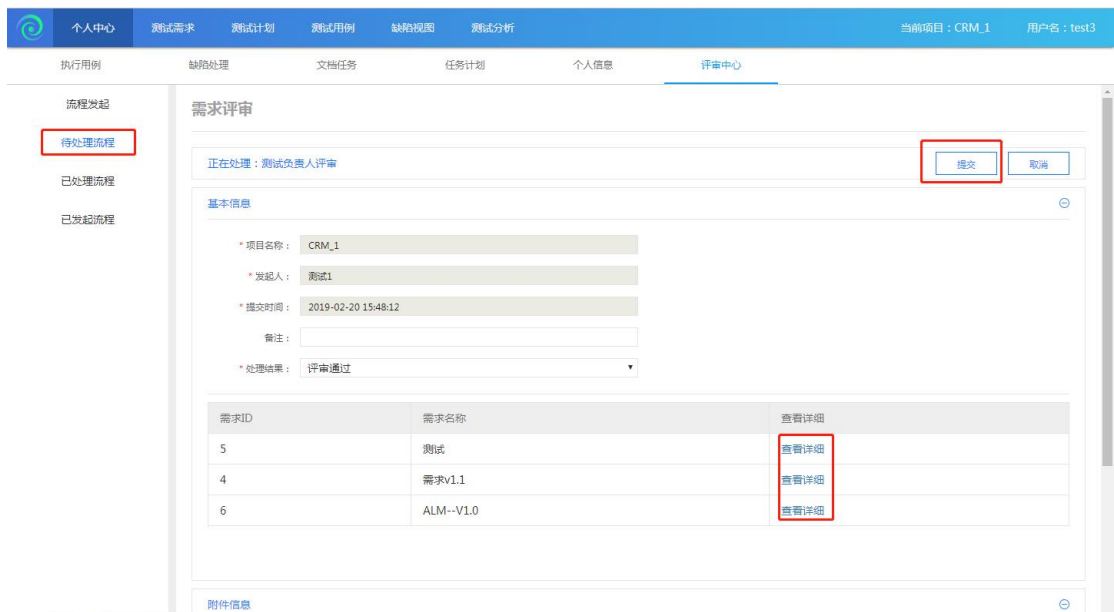 个人中心 测试需求 测试计划 测试用例 缺陷视图 测试分析 当前项目：CRM_1 用户名：test3
执行用例 缺陷处理 文档任务 任务计划 个人信息 评审中心
流程发起
待处理流程
已处理流程
已发起流程
需求评审
正在处理：测试负责人评审 提交 取消
基本信息
* 项目名称： CRM_1
* 发起人： 测试1
* 提交时间： 2019-02-20 15:48:12
备注：
* 处理结果： 评审通过
需求ID 需求名称 查看详细
5 测试 查看详细
4 需求v1.1 查看详细
6 ALM--V1.0 查看详细
附件信息